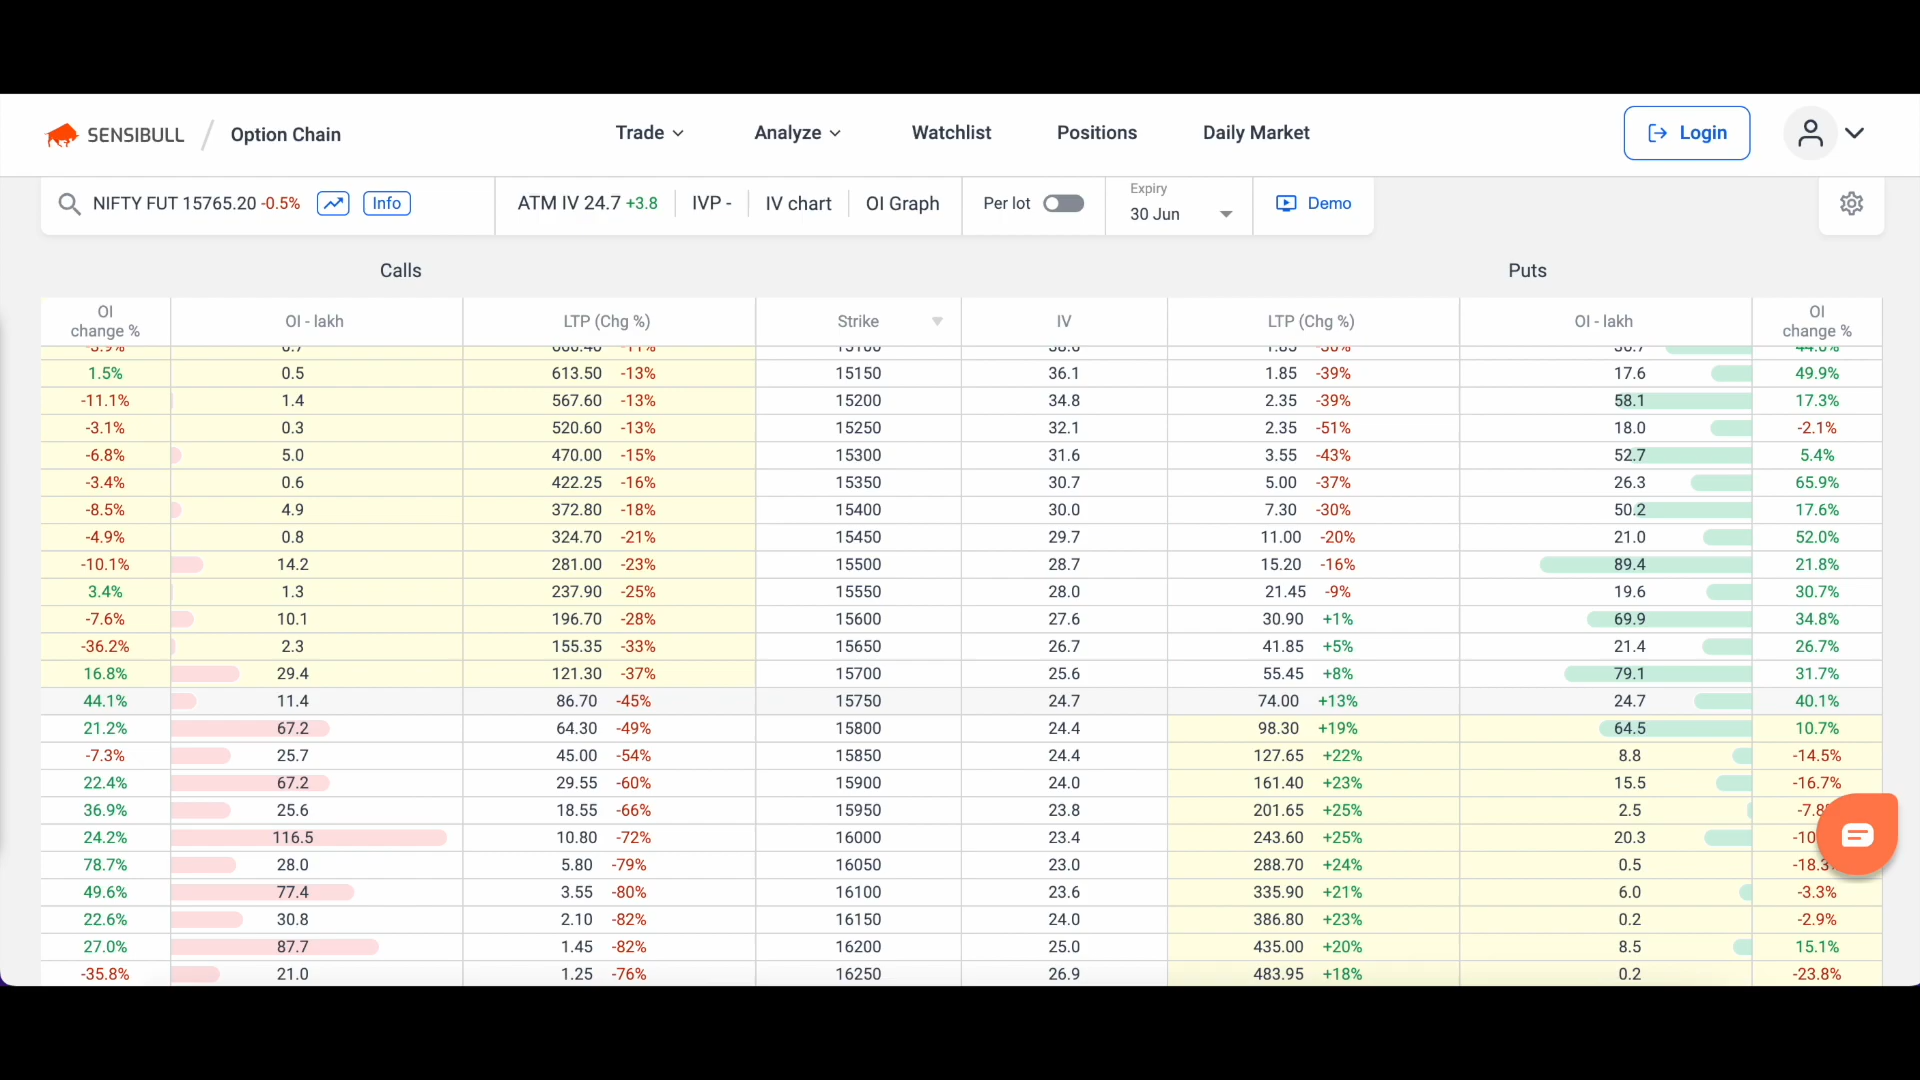 SENSIBULL / Option Chain Trade Analyze Watchlist Positions Daily Market Login
NIFTY FUT 15765.20 -0.5% Info ATM IV 24.7 +3.8 IVP - IV chart OI Graph Per lot Expiry 30 Jun Demo
Calls Puts
OI change % OI - lakh LTP (Chg %) Strike IV LTP (Chg %) OI - lakh OI change %
1.5% 0.5 613.50 -13% 15150 36.1 1.85 -39% 17.6 49.9%
-11.1% 1.4 567.60 -13% 15200 34.8 2.35 -39% 58.1 17.3%
-3.1% 0.3 520.60 -13% 15250 32.1 2.35 -51% 18.0 -2.1%
-6.8% 5.0 470.00 -15% 15300 31.6 3.55 -43% 52.7 5.4%
-3.4% 0.6 422.25 -16% 15350 30.7 5.00 -37% 26.3 65.9%
-8.5% 4.9 372.80 -18% 15400 30.0 7.30 -30% 50.2 17.6%
-4.9% 0.8 324.70 -21% 15450 29.7 11.00 -20% 21.0 52.0%
-10.1% 14.2 281.00 -23% 15500 28.7 15.20 -16% 89.4 21.8%
3.4% 1.3 237.90 -25% 15550 28.0 21.45 -9% 19.6 30.7%
-7.6% 10.1 196.70 -28% 15600 27.6 30.90 +1% 69.9 34.8%
-36.2% 2.3 155.35 -33% 15650 26.7 41.85 +5% 21.4 26.7%
16.8% 29.4 121.30 -37% 15700 25.6 55.45 +8% 79.1 31.7%
44.1% 11.4 86.70 -45% 15750 24.7 74.00 +13% 24.7 40.1%
21.2% 67.2 64.30 -49% 15800 24.4 98.30 +19% 64.5 10.7%
-7.3% 25.7 45.00 -54% 15850 24.4 127.65 +22% 8.8 -14.5%
22.4% 67.2 29.55 -60% 15900 24.0 161.40 +23% 15.5 -16.7%
36.9% 25.6 18.55 -66% 15950 23.8 201.65 +25% 2.5
24.2% 116.5 10.80 -72% 16000 23.4 243.60 +25% 20.3
78.7% 28.0 5.80 -79% 16050 23.0 288.70 +24% 0.5
49.6% 77.4 3.55 -80% 16100 23.6 335.90 +21% 6.0 -3.3%
22.6% 30.8 2.10 -82% 16150 24.0 386.80 +23% 0.2 -2.9%
27.0% 87.7 1.45 -82% 16200 25.0 435.00 +20% 8.5 15.1%
-35.8% 21.0 1.25 -76% 16250 26.9 483.95 +18% 0.2 -23.8%